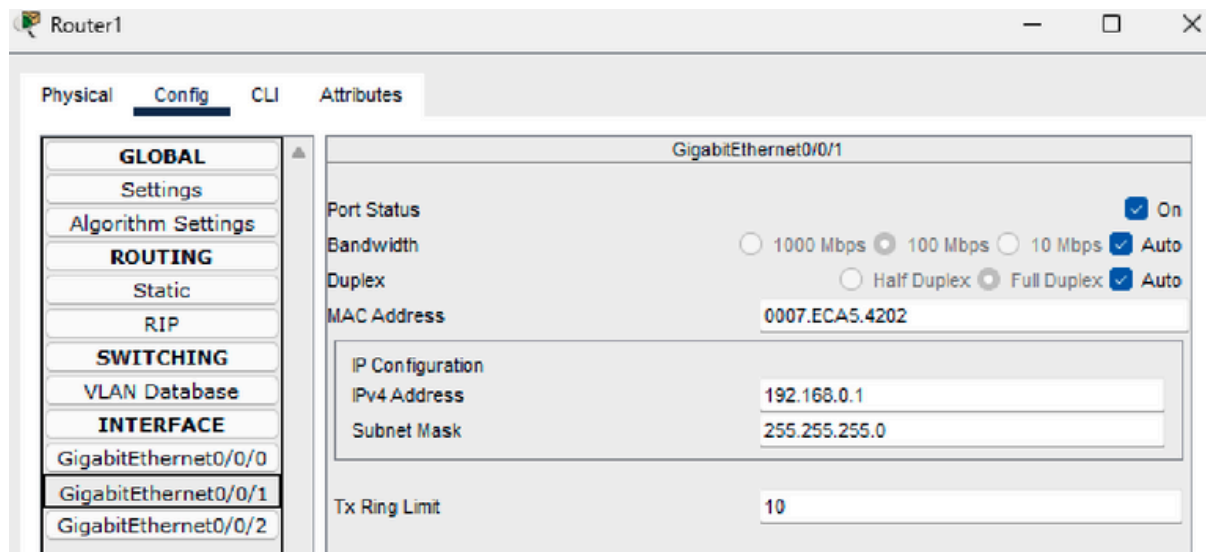 Router1
Physical Config CLI Attributes
GLOBAL
Settings
Algorithm Settings
ROUTING
Static
RIP
SWITCHING
VLAN Database
INTERFACE
GigabitEthernet0/0/0
GigabitEthernet0/0/1
GigabitEthernet0/0/2
GigabitEthernet0/0/1
Port Status On
Bandwidth 1000 Mbps 100 Mbps 10 Mbps Auto
Duplex Half Duplex Full Duplex Auto
MAC Address 0007.ECA5.4202
IP Configuration
IPv4 Address 192.168.0.1
Subnet Mask 255.255.255.0
Tx Ring Limit 10